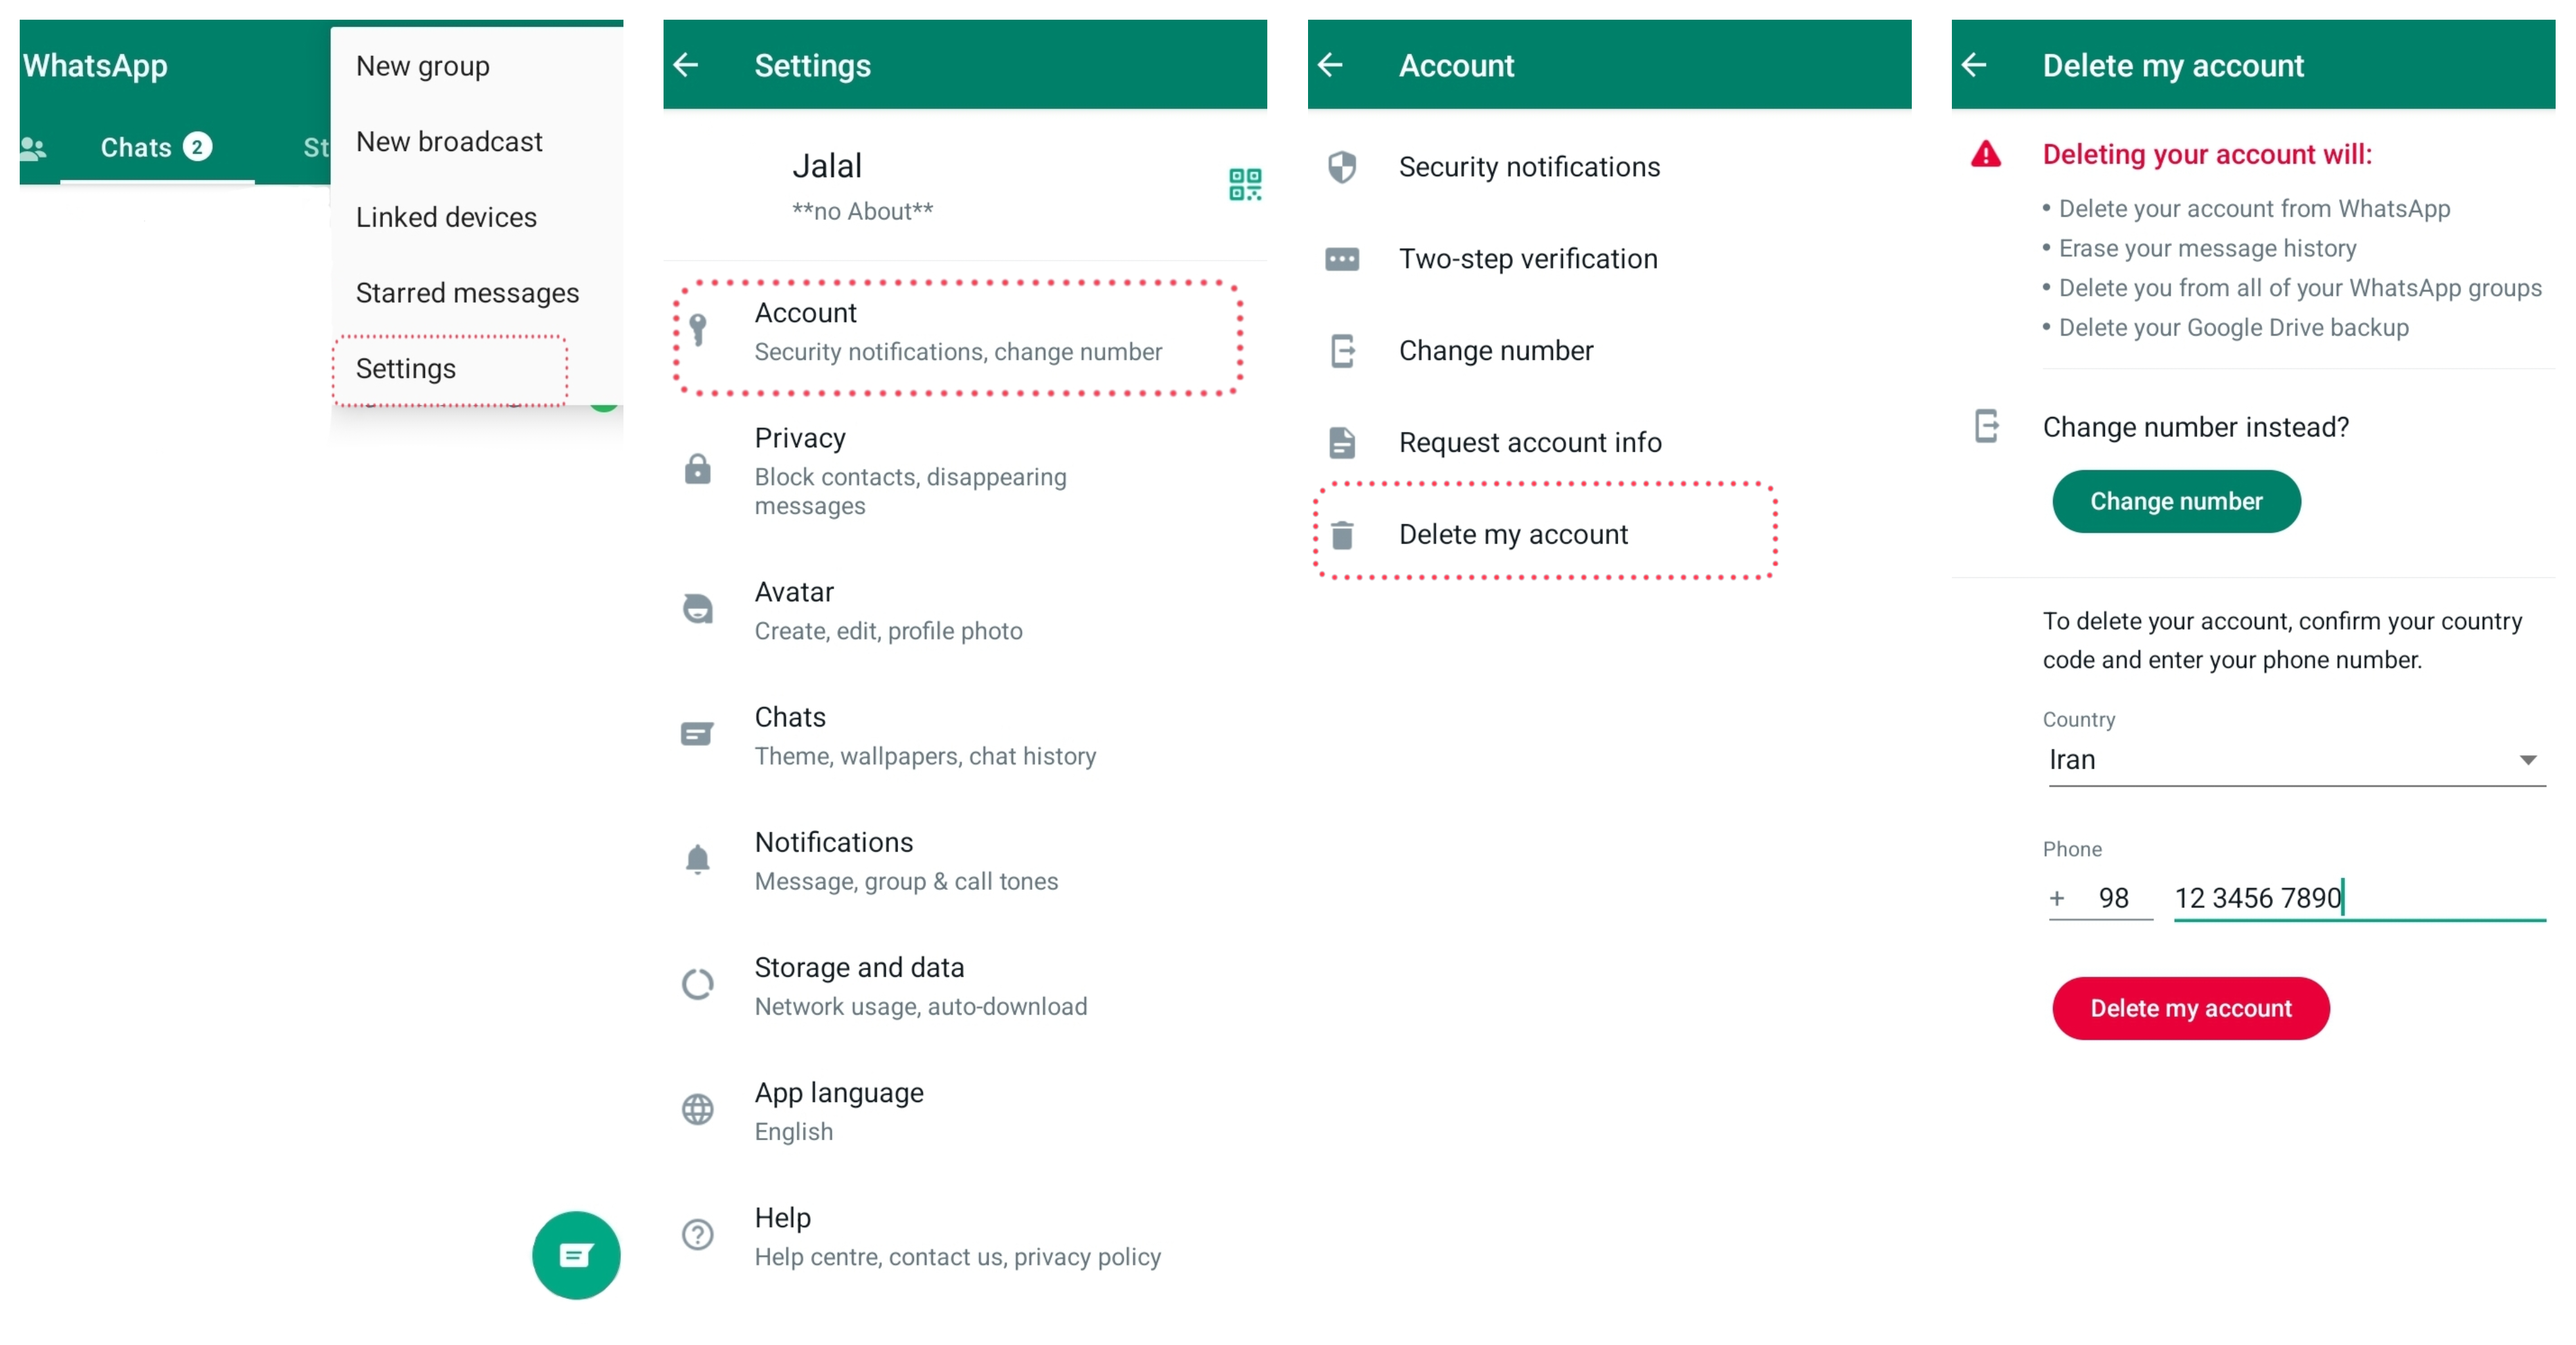 WhatsApp
Chats 2
St
New group
New broadcast
Linked devices
Starred messages
Settings
Settings
Jalal
**no About**
Account
Security notifications, change number
Privacy
Block contacts, disappearing
messages
Avatar
Create, edit, profile photo
Chats
Theme, wallpapers, chat history
Notifications
Message, group & call tones
Storage and data
Network usage, auto-download
App language
English
Help
Help centre, contact us, privacy policy
Account
Security notifications
Two-step verification
Change number
Request account info
Delete my account
Delete my account
Deleting your account will:
• Delete your account from WhatsApp
• Erase your message history
• Delete you from all of your WhatsApp groups
• Delete your Google Drive backup
Change number instead?
Change number
To delete your account, confirm your country
code and enter your phone number.
Country
Iran
Phone
+ 98 12 3456 7890
Delete my account